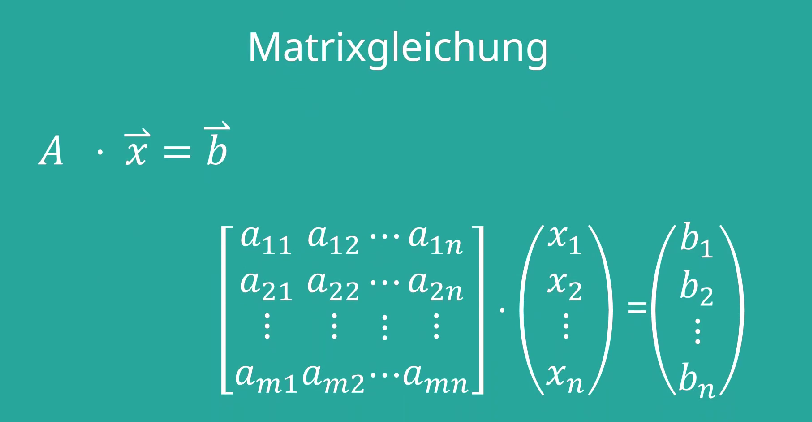 Matrixgleichung
A · x⃗ = b⃗
[a₁₁ a₁₂ ⋯ a₁ₙ] (x₁) (b₁)
[a₂₁ a₂₂ ⋯ a₂ₙ] (x₂) (b₂)
[⋮ ⋮ ⋮ ⋮] · (⋮) = (⋮)
[aₘ₁ aₘ₂ ⋯ aₘₙ] (xₙ) (bₙ)